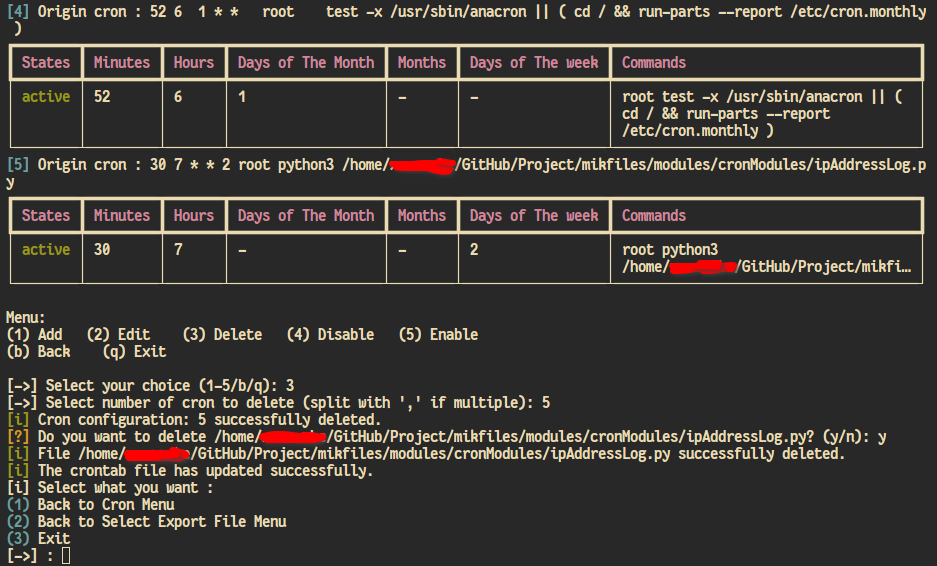 [4] Origin cron : 52 6  1 * *   root    test -x /usr/sbin/anacron || ( cd / && run-parts --report /etc/cron.monthly
)
States Minutes Hours Days of The Month Months Days of The week Commands
active 52 6 1 – – root test -x /usr/sbin/anacron || (
cd / && run-parts --report
/etc/cron.monthly )
[5] Origin cron : 30 7 * * 2 root python3 /home/ /GitHub/Project/mikfiles/modules/cronModules/ipAddressLog.p
y
States Minutes Hours Days of The Month Months Days of The week Commands
active 30 7 – – 2 root python3
/home/ /GitHub/Project/mikfi…
Menu:
(1) Add   (2) Edit    (3) Delete   (4) Disable   (5) Enable
(b) Back    (q) Exit
[->] Select your choice (1-5/b/q): 3
[->] Select number of cron to delete (split with ',' if multiple): 5
[i] Cron configuration: 5 successfully deleted.
[?] Do you want to delete /home/ /GitHub/Project/mikfiles/modules/cronModules/ipAddressLog.py? (y/n): y
[i] File /home/ /GitHub/Project/mikfiles/modules/cronModules/ipAddressLog.py successfully deleted.
[i] The crontab file has updated successfully.
[i] Select what you want :
(1) Back to Cron Menu
(2) Back to Select Export File Menu
(3) Exit
[->] :